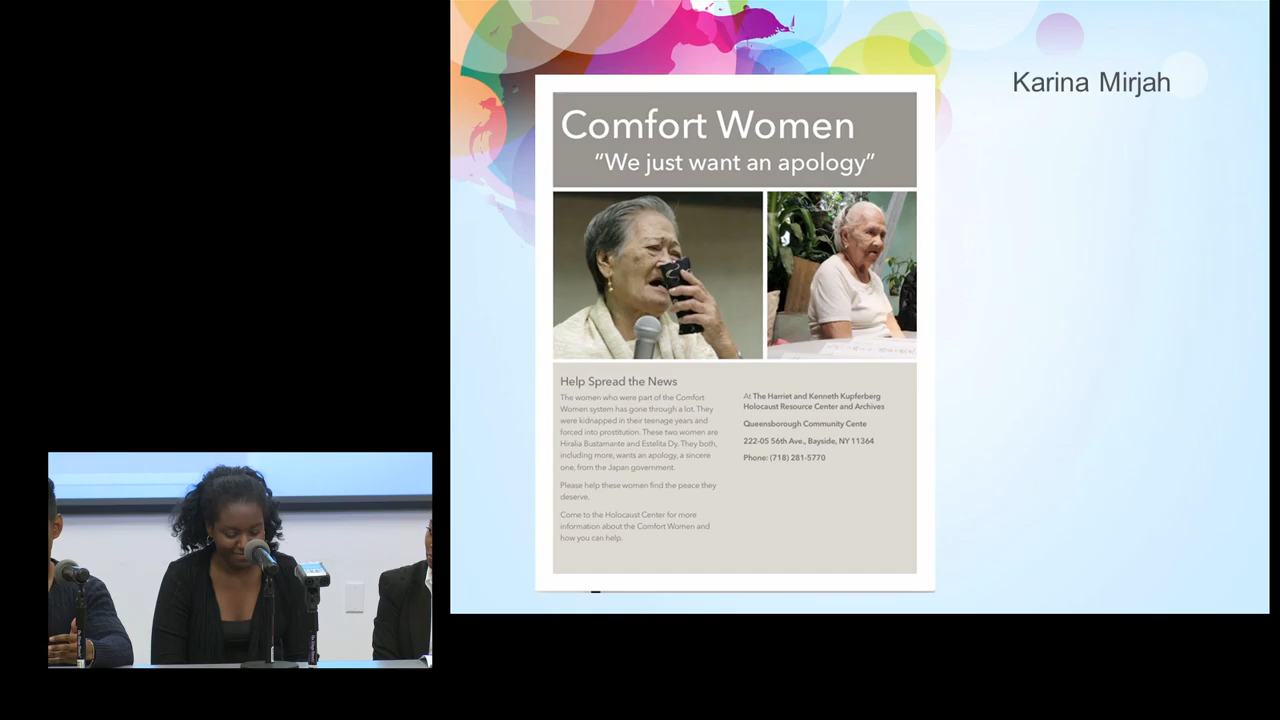 Karina Mirjah
Comfort Women
“We just want an apology”
Help Spread the News
The women who were part of the Comfort
Women system has gone through a lot. They
were kidnapped in their teenage years and
forced into prostitution. These two women are
Hiralia Bustamante and Estelita Dy. They both,
including more, wants an apology, a sincere
one, from the Japan government.
Please help these women find the peace they
deserve.
Come to the Holocaust Center for more
information about the Comfort Women and
how you can help.
At The Harriet and Kenneth Kupferberg
Holocaust Resource Center and Archives
Queensborough Community Cente
222-05 56th Ave., Bayside, NY 11364
Phone: (718) 281-5770